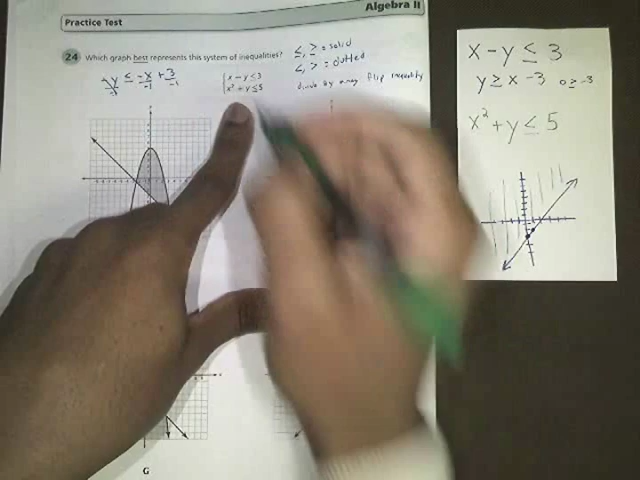 Algebra II
Practice Test
24 Which graph best represents this system of inequalities?
x − y ≤ 3
x² + y ≤ 5
-y/-1 ≤ -x/-1 + 3/-1
≤, ≥ = solid
<, > = dotted
divide by neg flip inequality
G
x − y ≤ 3
y ≥ x − 3 0 ≥ -3
x² + y ≤ 5